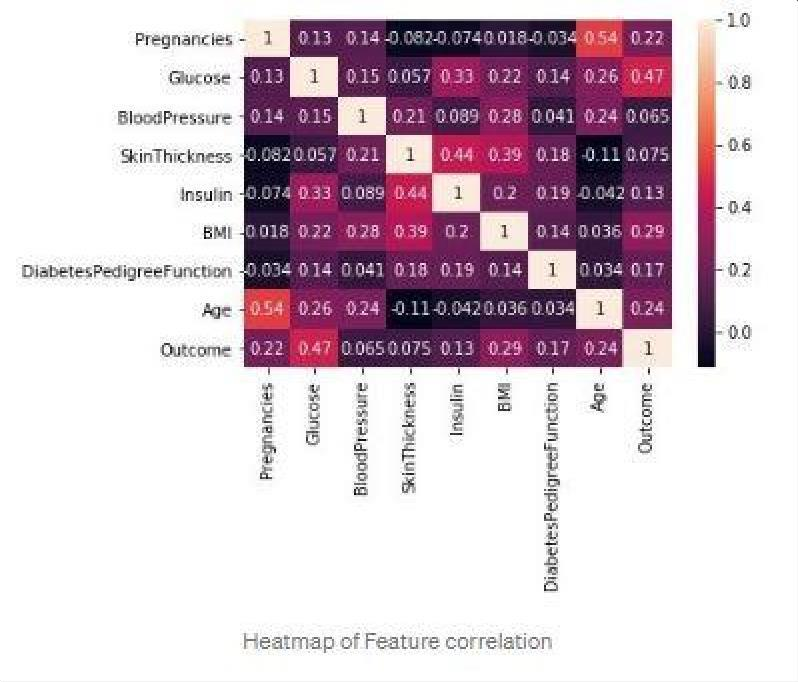 Pregnancies 1 0.13 0.14 -0.082 -0.074 0.018 -0.034 0.54 0.22
Glucose 0.13 1 0.15 0.057 0.33 0.22 0.14 0.26 0.47
BloodPressure 0.14 0.15 1 0.21 0.089 0.28 0.041 0.24 0.065
SkinThickness -0.082 0.057 0.21 1 0.44 0.39 0.18 -0.11 0.075
Insulin -0.074 0.33 0.089 0.44 1 0.2 0.19 -0.042 0.13
BMI 0.018 0.22 0.28 0.39 0.2 1 0.14 0.036 0.29
DiabetesPedigreeFunction -0.034 0.14 0.041 0.18 0.19 0.14 1 0.034 0.17
Age 0.54 0.26 0.24 -0.11 -0.042 0.036 0.034 1 0.24
Outcome 0.22 0.47 0.065 0.075 0.13 0.29 0.17 0.24 1
Pregnancies
Glucose
BloodPressure
SkinThickness
Insulin
BMI
DiabetesPedigreeFunction
Age
Outcome
1.0
0.8
0.6
0.4
0.2
0.0
Heatmap of Feature correlation